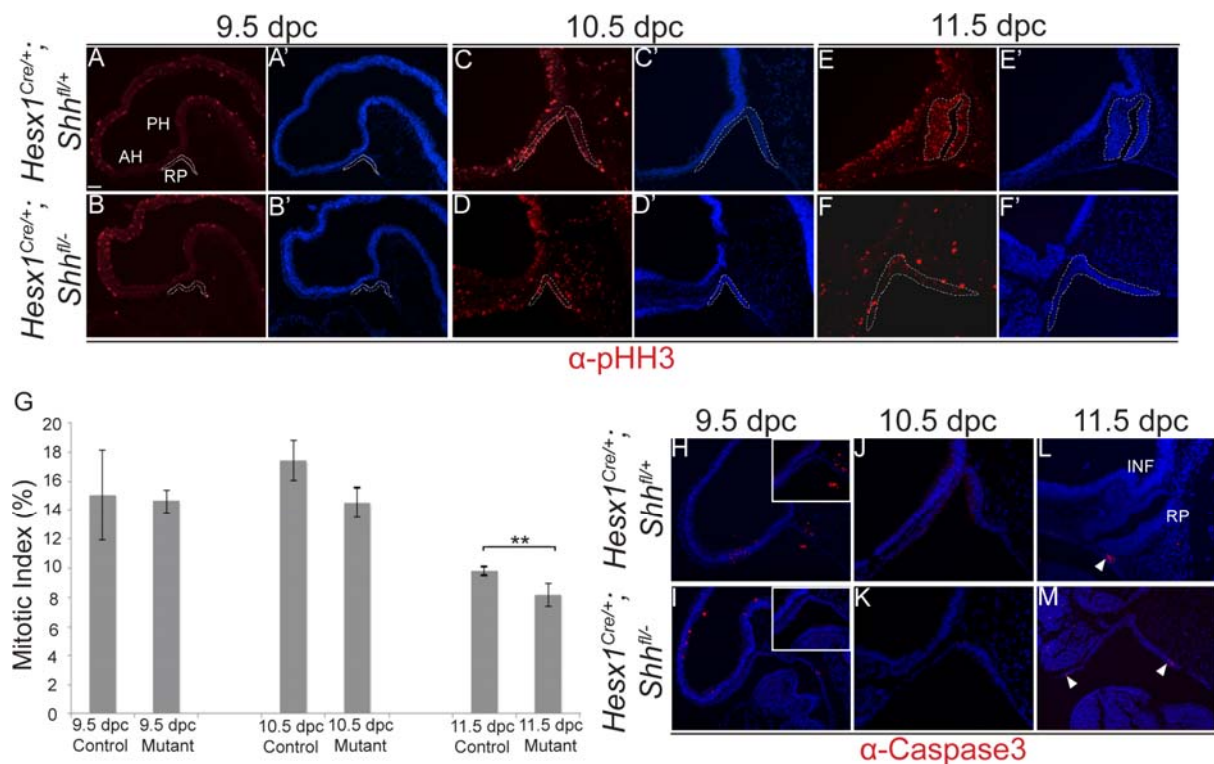 9.5 dpc 10.5 dpc 11.5 dpc
Hesx1Cre/+;
Shhfl/+
A A' C C' E E'
PH
AH
RP
Hesx1Cre/+;
Shhfl/-
B B' D D' F F'
α-pHH3
G
Mitotic Index (%)
20
18
16
14
12
10
8
6
4
2
0
**
9.5 dpc 9.5 dpc 10.5 dpc 10.5 dpc 11.5 dpc 11.5 dpc
Control Mutant Control Mutant Control Mutant
9.5 dpc 10.5 dpc 11.5 dpc
Hesx1Cre/+;
Shhfl/+
H J L
INF
RP
Hesx1Cre/+;
Shhfl/-
I K M
α-Caspase3